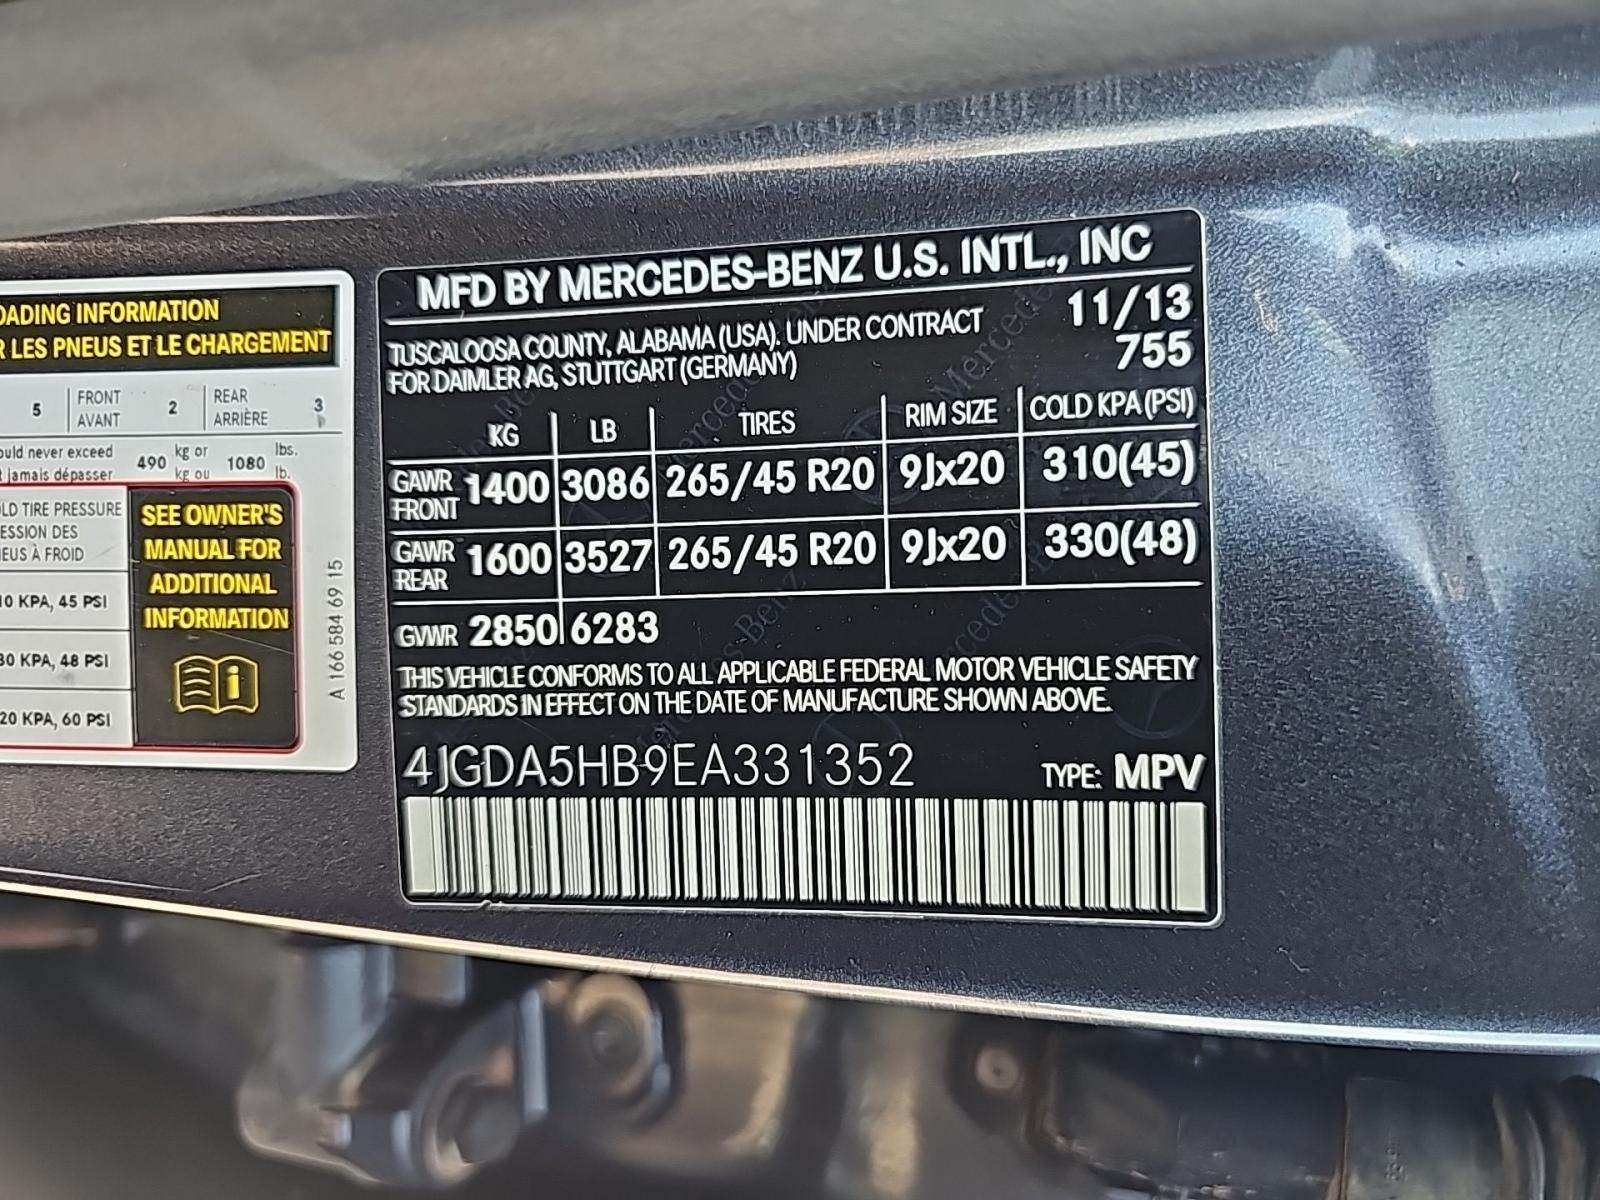 OADING INFORMATION
R LES PNEUS ET LE CHARGEMENT
5 FRONT AVANT 2 REAR ARRIÈRE 3
ould never exceed
jamais dépasser
490 kg or kg ou 1080 lbs. lb.
LD TIRE PRESSURE
ESSION DES
EUS À FROID
10 KPA, 45 PSI
30 KPA, 48 PSI
20 KPA, 60 PSI
SEE OWNER'S
MANUAL FOR
ADDITIONAL
INFORMATION
A 166 584 69 15
MFD BY MERCEDES-BENZ U.S. INTL., INC
TUSCALOOSA COUNTY, ALABAMA (USA). UNDER CONTRACT
FOR DAIMLER AG, STUTTGART (GERMANY)
11/13
755
KG LB TIRES RIM SIZE COLD KPA (PSI)
GAWR FRONT 1400 3086 265/45 R20 9Jx20 310(45)
GAWR REAR 1600 3527 265/45 R20 9Jx20 330(48)
GVWR 2850 6283
THIS VEHICLE CONFORMS TO ALL APPLICABLE FEDERAL MOTOR VEHICLE SAFETY
STANDARDS IN EFFECT ON THE DATE OF MANUFACTURE SHOWN ABOVE.
4JGDA5HB9EA331352 TYPE: MPV